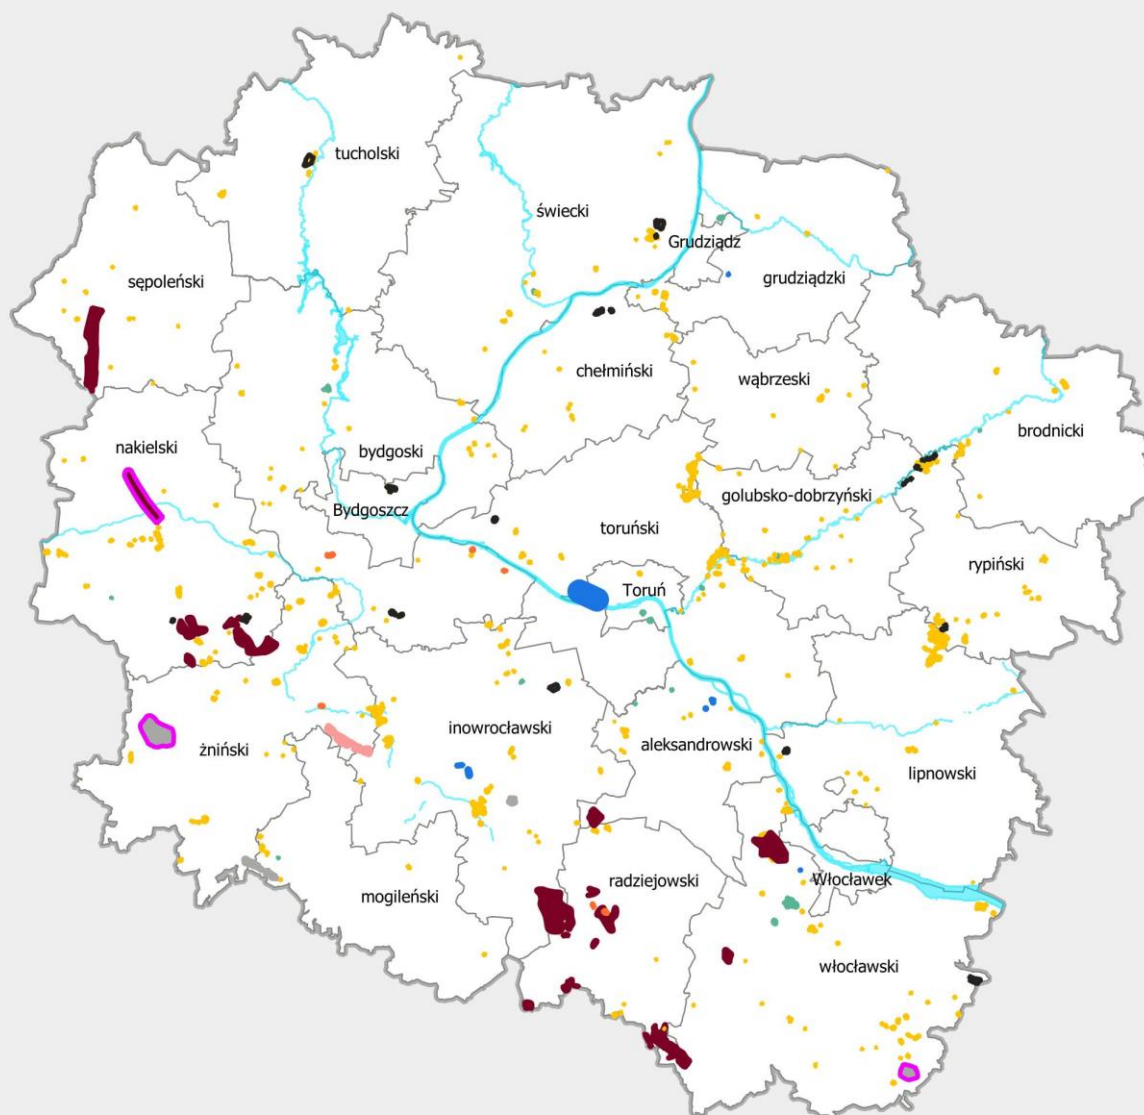 tucholski
świecki
Grudziądz
sępoleński
grudziądzki
chełmiński
wąbrzeski
brodnicki
nakielski
bydgoski
golubsko-dobrzyński
Bydgoszcz
toruński
rypiński
Toruń
inowrocławski
aleksandrowski
żniński
lipnowski
radziejowski
Włocławek
mogileński
włocławski